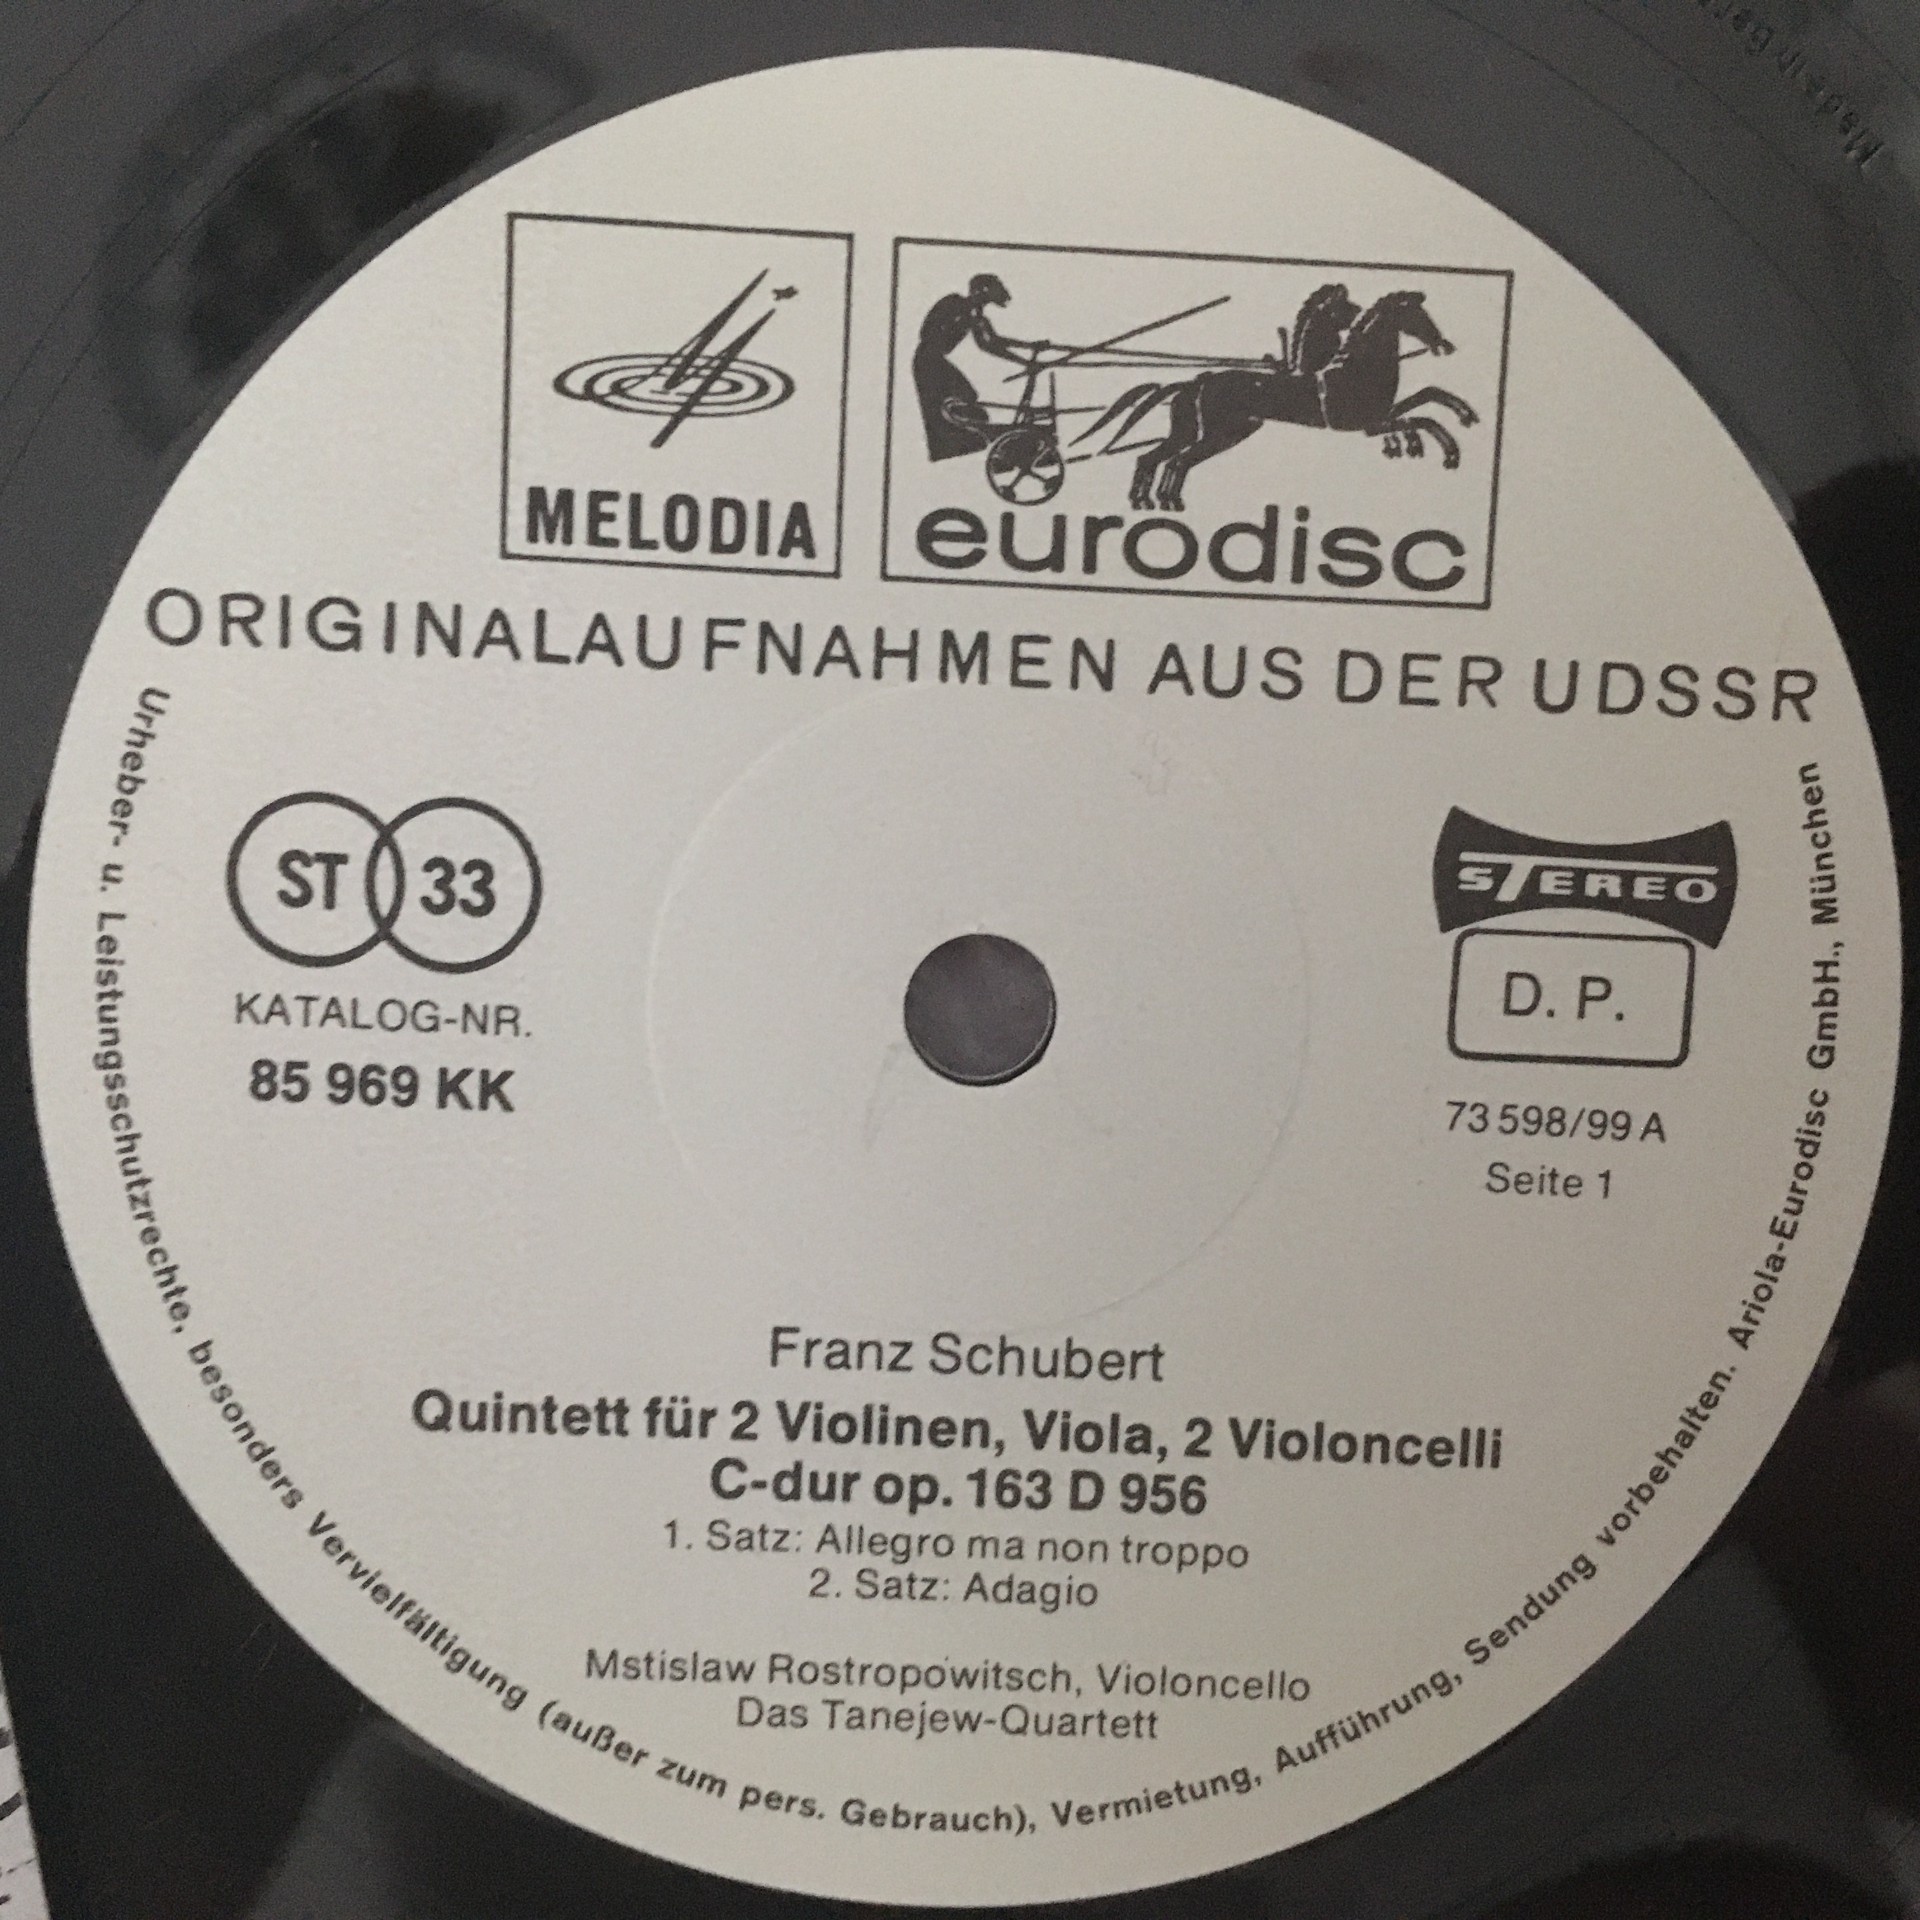 MELODIA
eurodisc
ORIGINALAUFNAHMEN AUS DER UDSSR
ST 33
KATALOG-NR.
85 969 KK
STEREO
D. P.
73 598/99 A
Seite 1
Franz Schubert
Quintett für 2 Violinen, Viola, 2 Violoncelli
C-dur op. 163 D 956
1. Satz: Allegro ma non troppo
2. Satz: Adagio
Mstislaw Rostropowitsch, Violoncello
Das Tanejew-Quartett
Urheber- u. Leistungsschutzrechte, besonders Vervielfältigung (außer zum pers. Gebrauch), Vermietung, Aufführung, Sendung vorbehalten. Ariola-Eurodisc GmbH., München
Made in